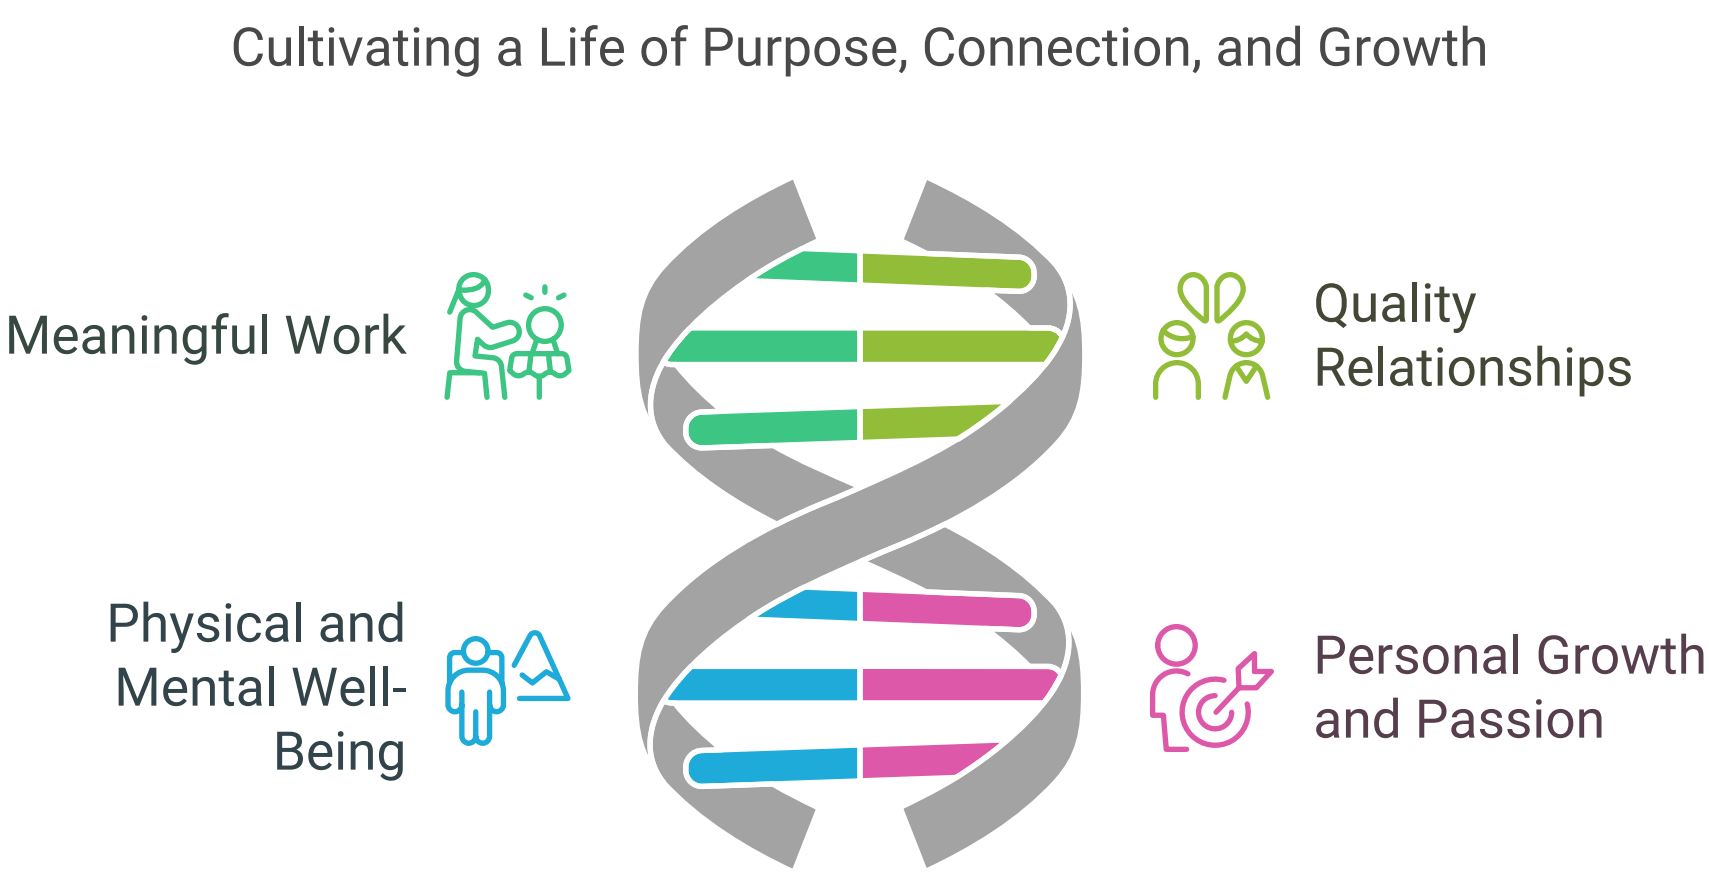 Cultivating a Life of Purpose, Connection, and Growth
Meaningful Work
Quality
Relationships
Physical and
Mental Well-
Being
Personal Growth
and Passion